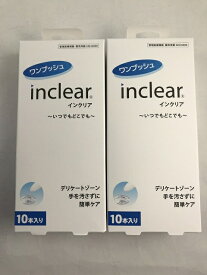 ワンプッシュ
inclear
インクリア
〜いつでもどこでも〜
デリケートゾーン
手を汚さずに
簡単ケア
10本入り
ワンプッシュ
inclear
インクリア
〜いつでもどこでも〜
デリケートゾーン
手を汚さずに
簡単ケア
10本入り